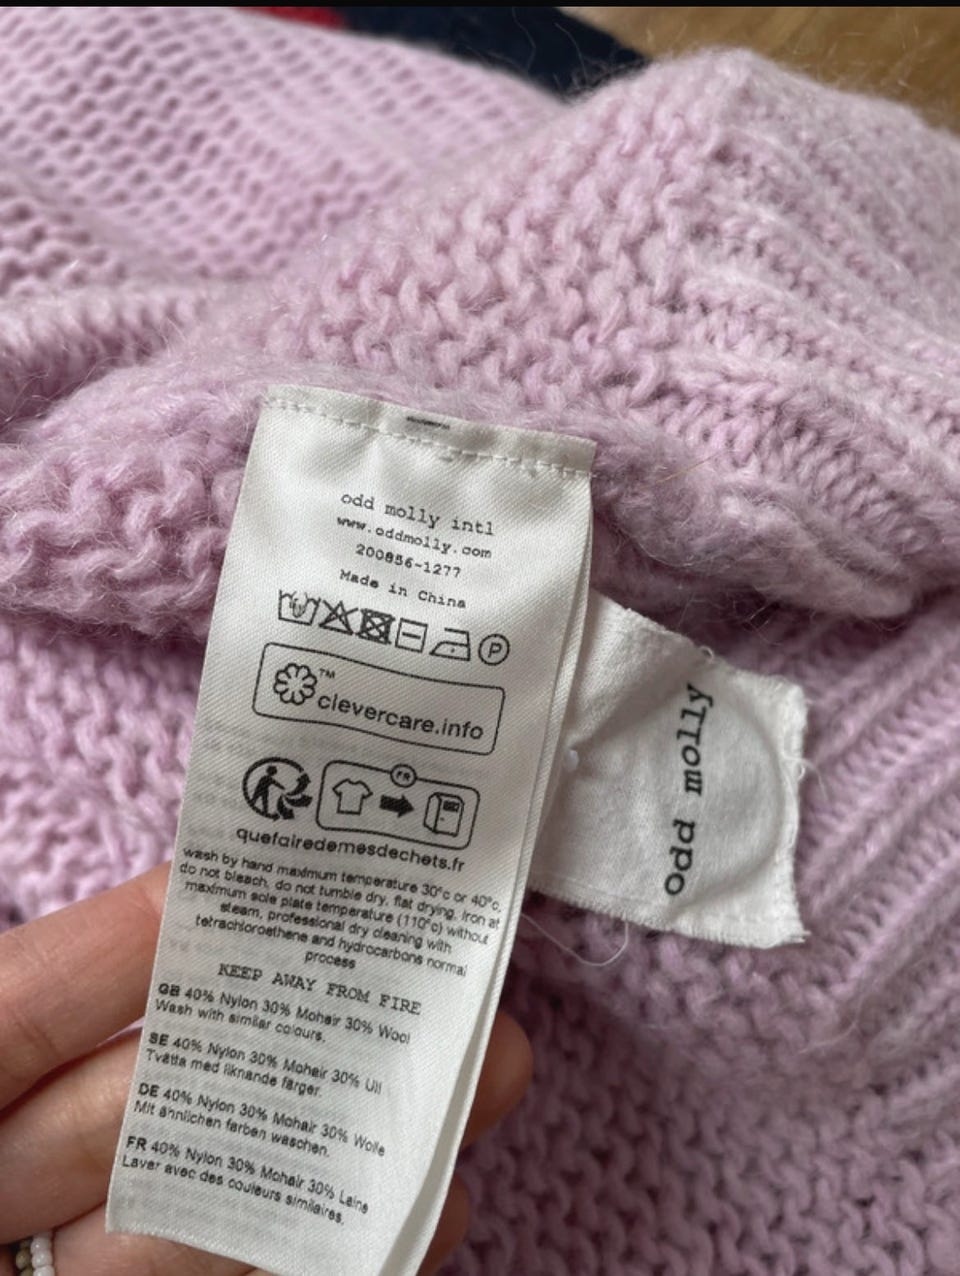 odd molly intl
www.oddmolly.com
200856-1277
Made in China
P
™
clevercare.info
FR
quefairedemesdechets.fr
wash by hand maximum temperature 30°c or 40°c,
do not bleach, do not tumble dry, flat drying, iron at
maximum sole plate temperature (110°c) without
steam, professional dry cleaning with
tetrachloroethene and hydrocarbons normal
process
KEEP AWAY FROM FIRE
GB 40% Nylon 30% Mohair 30% Wool
Wash with similar colours.
SE 40% Nylon 30% Mohair 30% Ull
Tvätta med liknande färger.
DE 40% Nylon 30% Mohair 30% Wolle
Mit ähnlichen farben waschen.
FR 40% Nylon 30% Mohair 30% Laine
Laver avec des couleurs similaires.
odd molly